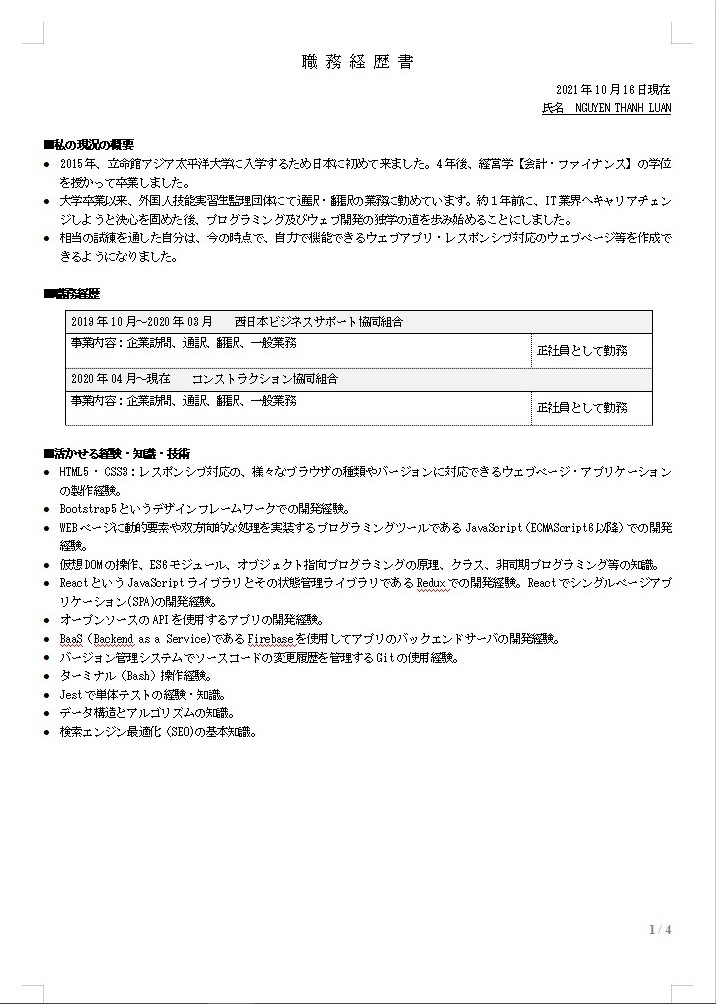 職 務 経 歴 書
2021年10月16日現在
氏名　NGUYEN THANH LUAN
■私の現況の概要
● 2015年、立命館アジア太平洋大学に入学するため日本に初めて来ました。4年後、経営学【会計・ファイナンス】の学位
を授かって卒業しました。
● 大学卒業以来、外国人技能実習生監理団体にて通訳・翻訳の業務に勤めています。約1年前に、IT業界へキャリアチェン
ジしようと決心を固めた後、プログラミング及びウェブ開発の独学の道を歩み始めることにしました。
● 相当の試練を通した自分は、今の時点で、自力で機能できるウェブアプリ・レスポンシブ対応のウェブページ等を作成で
きるようになりました。
■職務経歴
2019年10月～2020年03月　　西日本ビジネスサポート協同組合
事業内容：企業訪問、通訳、翻訳、一般業務
正社員として勤務
2020年04月～現在　　コンストラクション協同組合
事業内容：企業訪問、通訳、翻訳、一般業務
正社員として勤務
■活かせる経験・知識・技術
● HTML5・CSS3：レスポンシブ対応の、様々なブラウザの種類やバージョンに対応できるウェブページ・アプリケーション
の製作経験。
● Bootstrap5というデザインフレームワークでの開発経験。
● WEBページに動的要素や双方向的な処理を実装するプログラミングツールであるJavaScript（ECMAScript6以降）での開発
経験。
● 仮想DOMの操作、ES6モジュール、オブジェクト指向プログラミングの原理、クラス、非同期プログラミング等の知識。
● ReactというJavaScriptライブラリとその状態管理ライブラリであるReduxでの開発経験。Reactでシングルページアプ
リケーション(SPA)の開発経験。
● オープンソースのAPIを使用するアプリの開発経験。
● BaaS（Backend as a Service)であるFirebaseを使用してアプリのバックエンドサーバの開発経験。
● バージョン管理システムでソースコードの変更履歴を管理するGitの使用経験。
● ターミナル（Bash）操作経験。
● Jestで単体テストの経験・知識。
● データ構造とアルゴリズムの知識。
● 検索エンジン最適化（SEO)の基本知識。
1 / 4